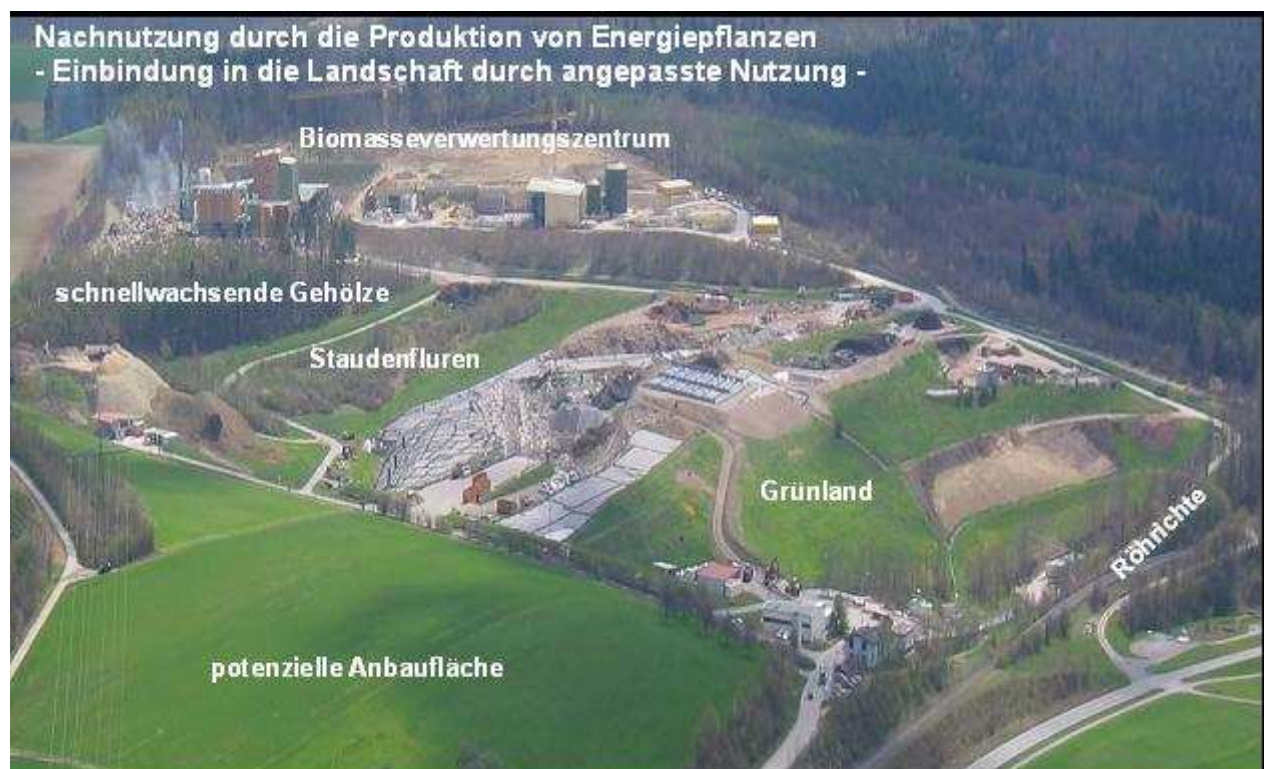 Nachnutzung durch die Produktion von Energiepflanzen
- Einbindung in die Landschaft durch angepasste Nutzung -
Biomasseverwertungszentrum
schnellwachsende Gehölze
Staudenfluren
Grünland
Röhrichte
potenzielle Anbaufläche